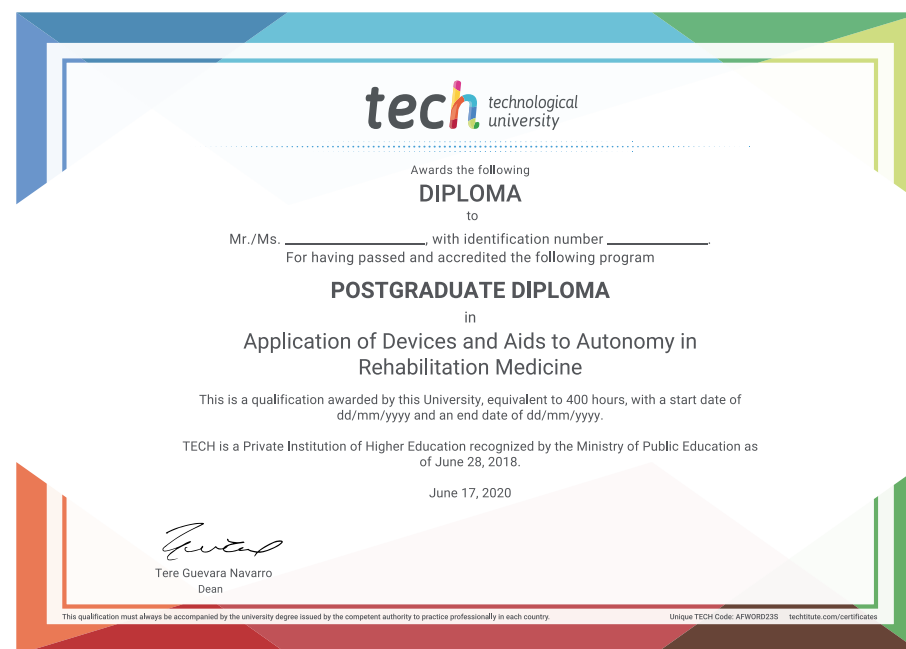 tech technological
university
Awards the following
DIPLOMA
to
Mr./Ms. ____________________, with identification number ______________.
For having passed and accredited the following program
POSTGRADUATE DIPLOMA
in
Application of Devices and Aids to Autonomy in
Rehabilitation Medicine
This is a qualification awarded by this University, equivalent to 400 hours, with a start date of
dd/mm/yyyy and an end date of dd/mm/yyyy.
TECH is a Private Institution of Higher Education recognized by the Ministry of Public Education as
of June 28, 2018.
June 17, 2020
Tere Guevara Navarro
Dean
This qualification must always be accompanied by the university degree issued by the competent authority to practice professionally in each country. Unique TECH Code: AFWORD23S techtitute.com/certificates